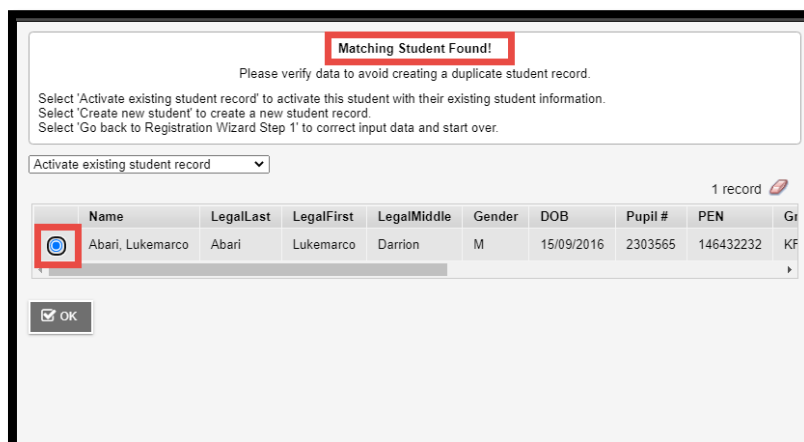 Matching Student Found!
Please verify data to avoid creating a duplicate student record.
Select 'Activate existing student record' to activate this student with their existing student information.
Select 'Create new student' to create a new student record.
Select 'Go back to Registration Wizard Step 1' to correct input data and start over.
Activate existing student record
1 record
Name LegalLast LegalFirst LegalMiddle Gender DOB Pupil # PEN Gr
Abari, Lukemarco Abari Lukemarco Darrion M 15/09/2016 2303565 146432232 KF
OK